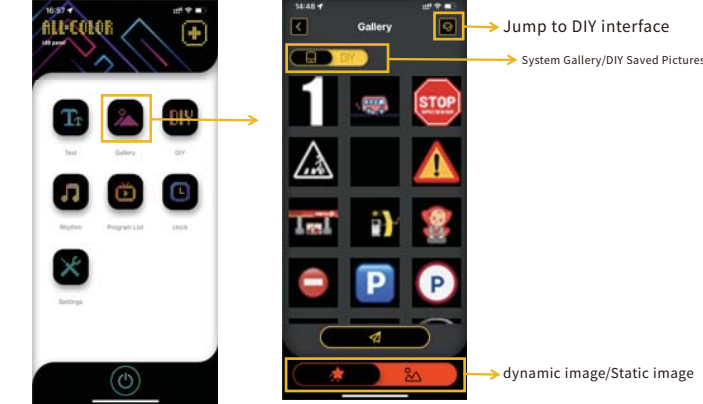 16:57
ALL-COLOR
LED panel
Text
Gallery
DIY
DIY
Rhythm
Program List
clock
Settings
14:48
Gallery
DIY
1
STOP
P
P
Jump to DIY interface
System Gallery/DIY Saved Pictures
dynamic image/Static image